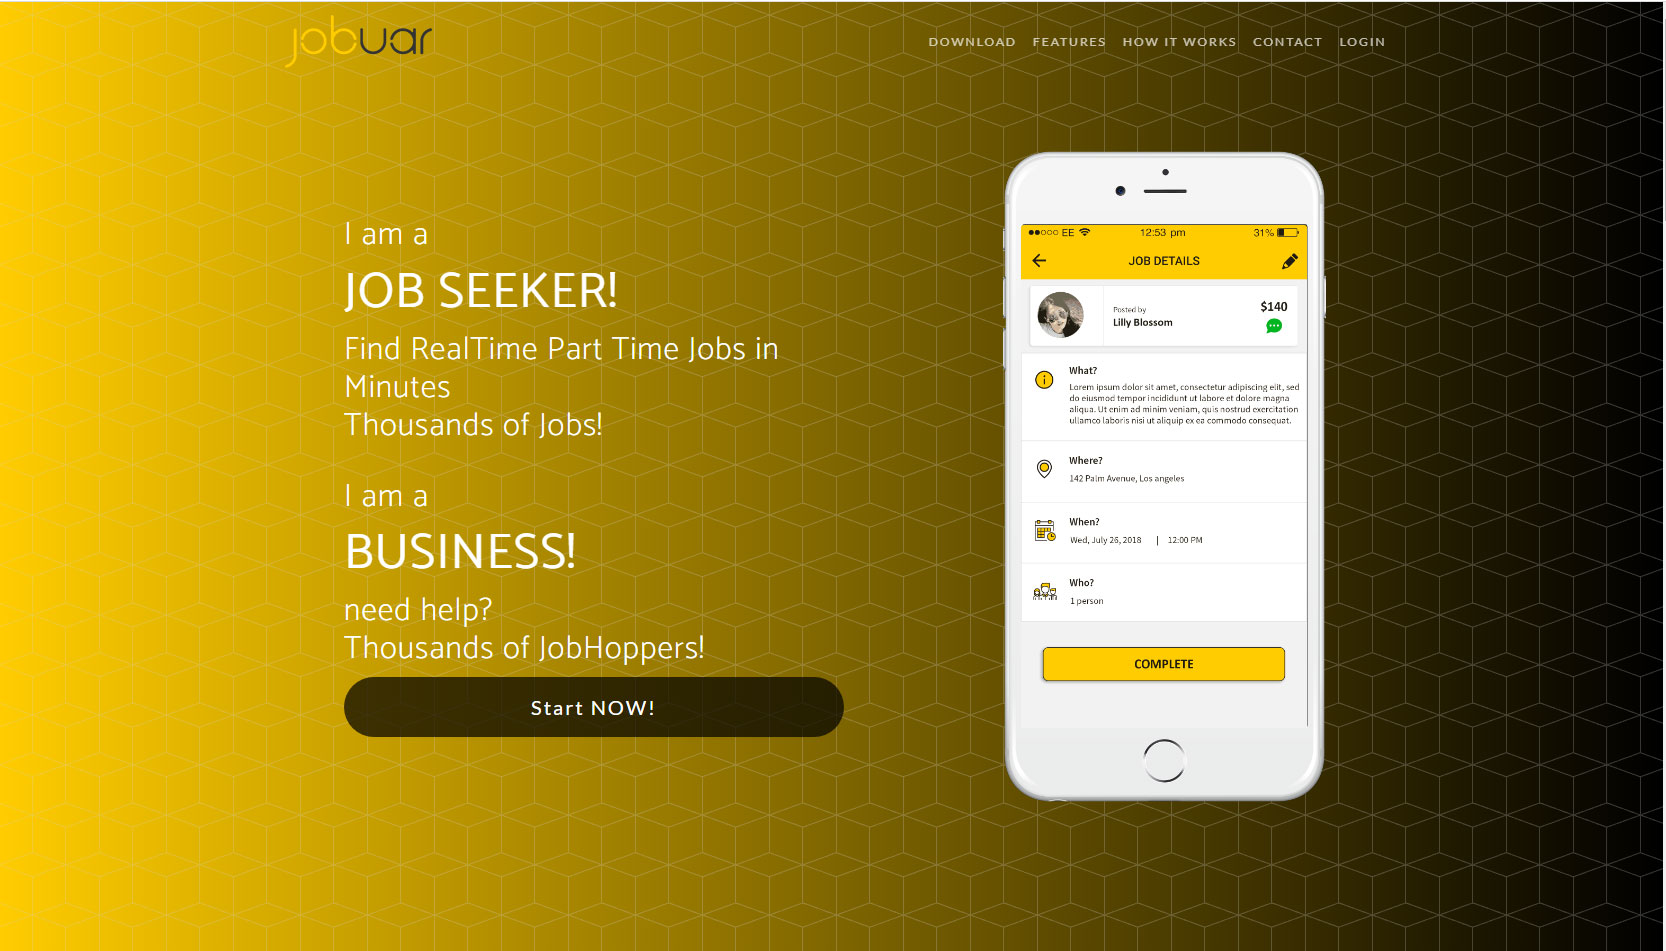 jobuar
DOWNLOAD FEATURES HOW IT WORKS CONTACT LOGIN
I am a
JOB SEEKER!
Find RealTime Part Time Jobs in
Minutes
Thousands of Jobs!
I am a
BUSINESS!
need help?
Thousands of JobHoppers!
Start NOW!
EE 12:53 pm 31%
JOB DETAILS
Posted by
Lilly Blossom
$140
What?
Lorem ipsum dolor sit amet, consectetur adipiscing elit, sed
do eiusmod tempor incididunt ut labore et dolore magna
aliqua. Ut enim ad minim veniam, quis nostrud exercitation
ullamco laboris nisi ut aliquip ex ea commodo consequat.
Where?
142 Palm Avenue, Los angeles
When?
Wed, July 26, 2018 | 12:00 PM
Who?
1 person
COMPLETE